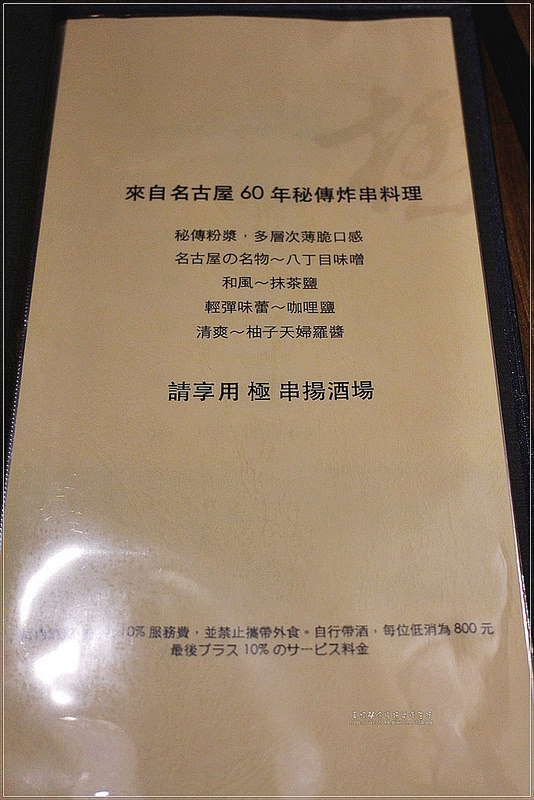 極
來自名古屋 60 年秘傳炸串料理
秘傳粉漿，多層次薄脆口感
名古屋の名物～八丁目味噌
和風～抹茶鹽
輕彈味蕾～咖哩鹽
清爽～柚子天婦羅醬
請享用 極 串揚酒場
10% 服務費，並禁止攜帶外食。自行帶酒，每位低消為 800 元
最後プラス 10% のサービス料金